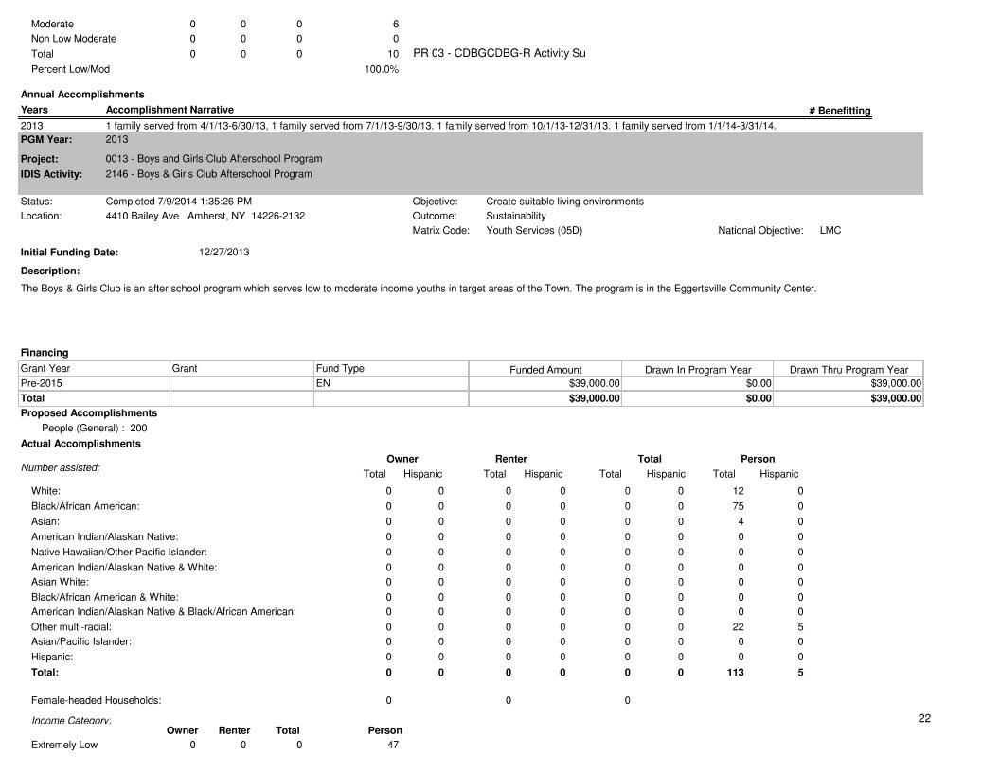 Moderate 0 0 0 6
Non Low Moderate 0 0 0 0
Total 0 0 0 10 PR 03 - CDBGCDBG-R Activity Su
Percent Low/Mod 100.0%
Annual Accomplishments
Years Accomplishment Narrative # Benefitting
2013 1 family served from 4/1/13-6/30/13, 1 family served from 7/1/13-9/30/13. 1 family served from 10/1/13-12/31/13. 1 family served from 1/1/14-3/31/14.
PGM Year: 2013
Project: 0013 - Boys and Girls Club Afterschool Program
IDIS Activity: 2146 - Boys & Girls Club Afterschool Program
Status: Completed 7/9/2014 1:35:26 PM Objective: Create suitable living environments
Location: 4410 Bailey Ave Amherst, NY 14226-2132 Outcome: Sustainability
Matrix Code: Youth Services (05D) National Objective: LMC
Initial Funding Date: 12/27/2013
Description:
The Boys & Girls Club is an after school program which serves low to moderate income youths in target areas of the Town. The program is in the Eggertsville Community Center.
Financing
Grant Year Grant Fund Type Funded Amount Drawn In Program Year Drawn Thru Program Year
Pre-2015 EN $39,000.00 $0.00 $39,000.00
Total $39,000.00 $0.00 $39,000.00
Proposed Accomplishments
People (General) : 200
Actual Accomplishments
Owner Renter Total Person
Number assisted: Total Hispanic Total Hispanic Total Hispanic Total Hispanic
White: 0 0 0 0 0 0 12 0
Black/African American: 0 0 0 0 0 0 75 0
Asian: 0 0 0 0 0 0 4 0
American Indian/Alaskan Native: 0 0 0 0 0 0 0 0
Native Hawaiian/Other Pacific Islander: 0 0 0 0 0 0 0 0
American Indian/Alaskan Native & White: 0 0 0 0 0 0 0 0
Asian White: 0 0 0 0 0 0 0 0
Black/African American & White: 0 0 0 0 0 0 0 0
American Indian/Alaskan Native & Black/African American: 0 0 0 0 0 0 0 0
Other multi-racial: 0 0 0 0 0 0 22 5
Asian/Pacific Islander: 0 0 0 0 0 0 0 0
Hispanic: 0 0 0 0 0 0 0 0
Total: 0 0 0 0 0 0 113 5
Female-headed Households: 0 0 0
Income Category: 22
Owner Renter Total Person
Extremely Low 0 0 0 47